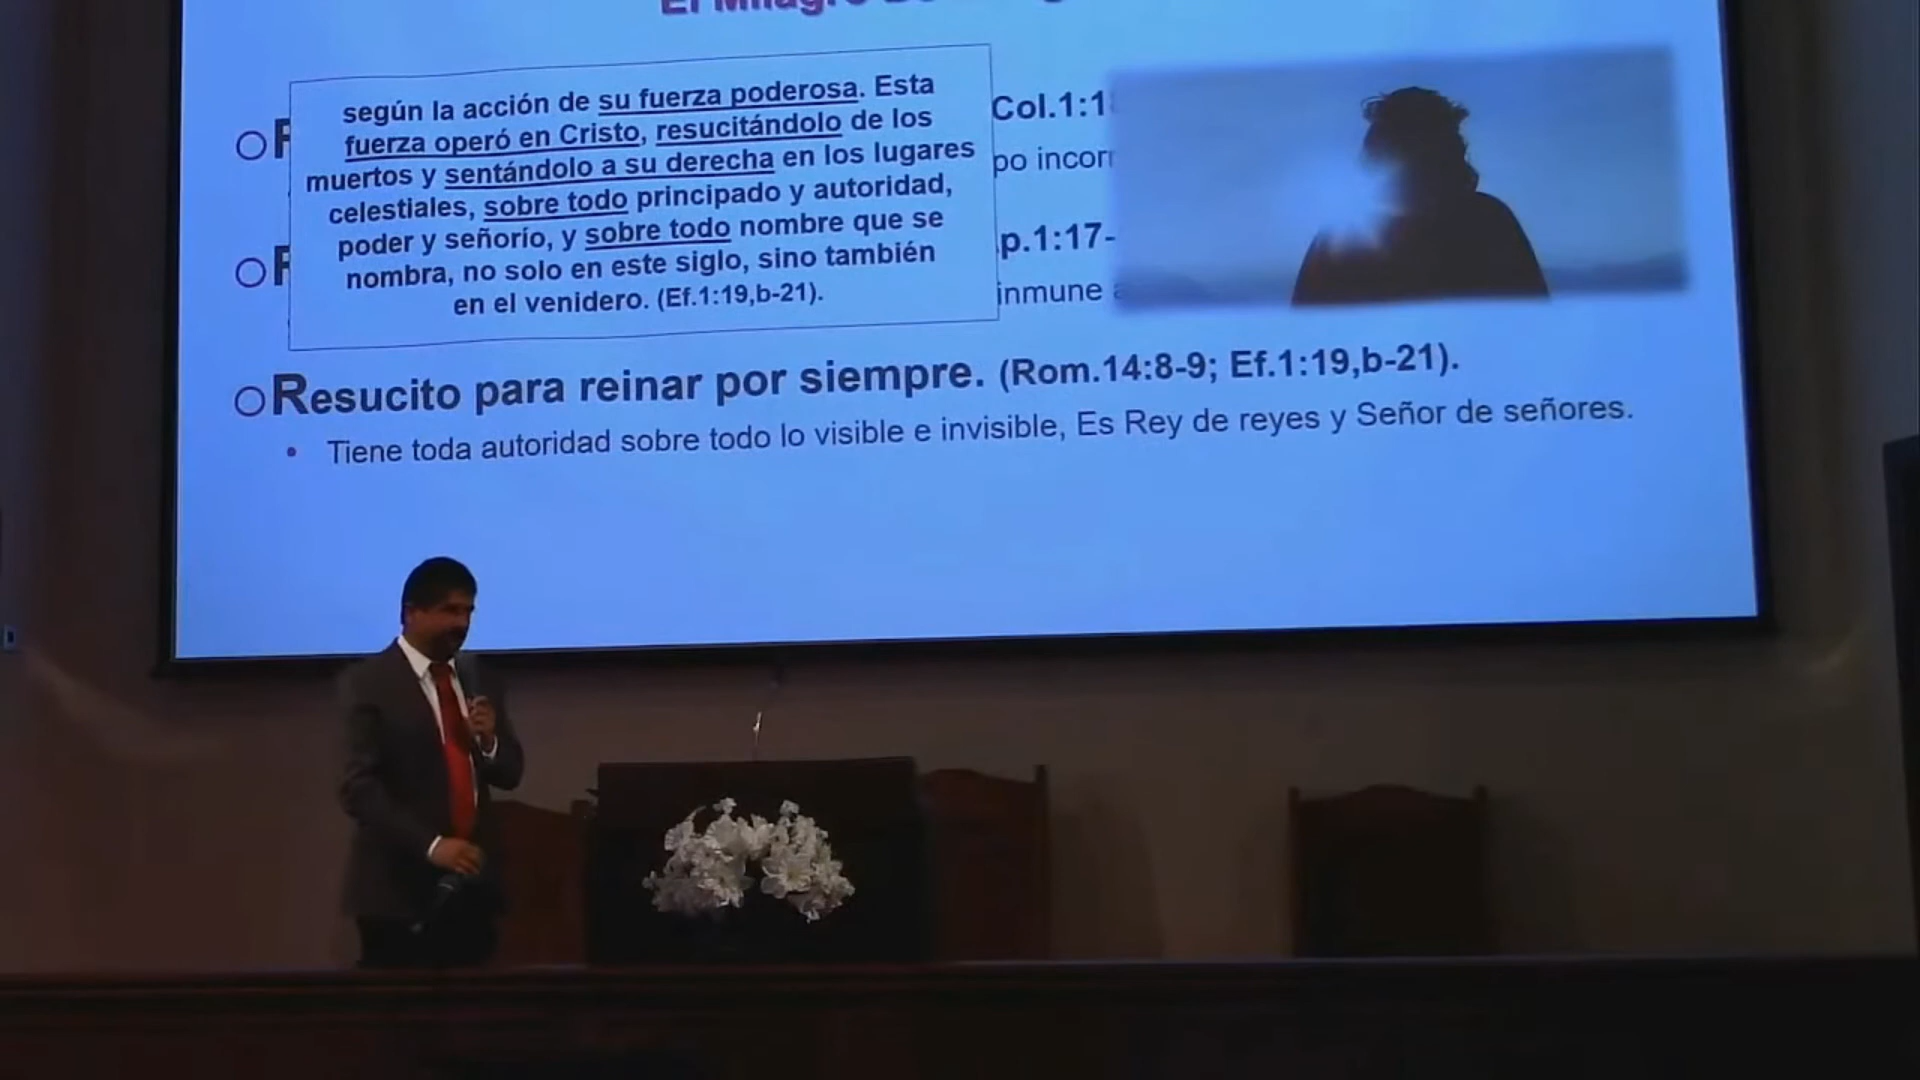 El Milagro
según la acción de su fuerza poderosa. Esta
fuerza operó en Cristo, resucitándolo de los
muertos y sentándolo a su derecha en los lugares
celestiales, sobre todo principado y autoridad,
poder y señorío, y sobre todo nombre que se
nombra, no solo en este siglo, sino también
en el venidero. (Ef.1:19,b-21).
Col.1:1
po incorr
p.1:17-
inmune
Resucito para reinar por siempre. (Rom.14:8-9; Ef.1:19,b-21).
• Tiene toda autoridad sobre todo lo visible e invisible, Es Rey de reyes y Señor de señores.